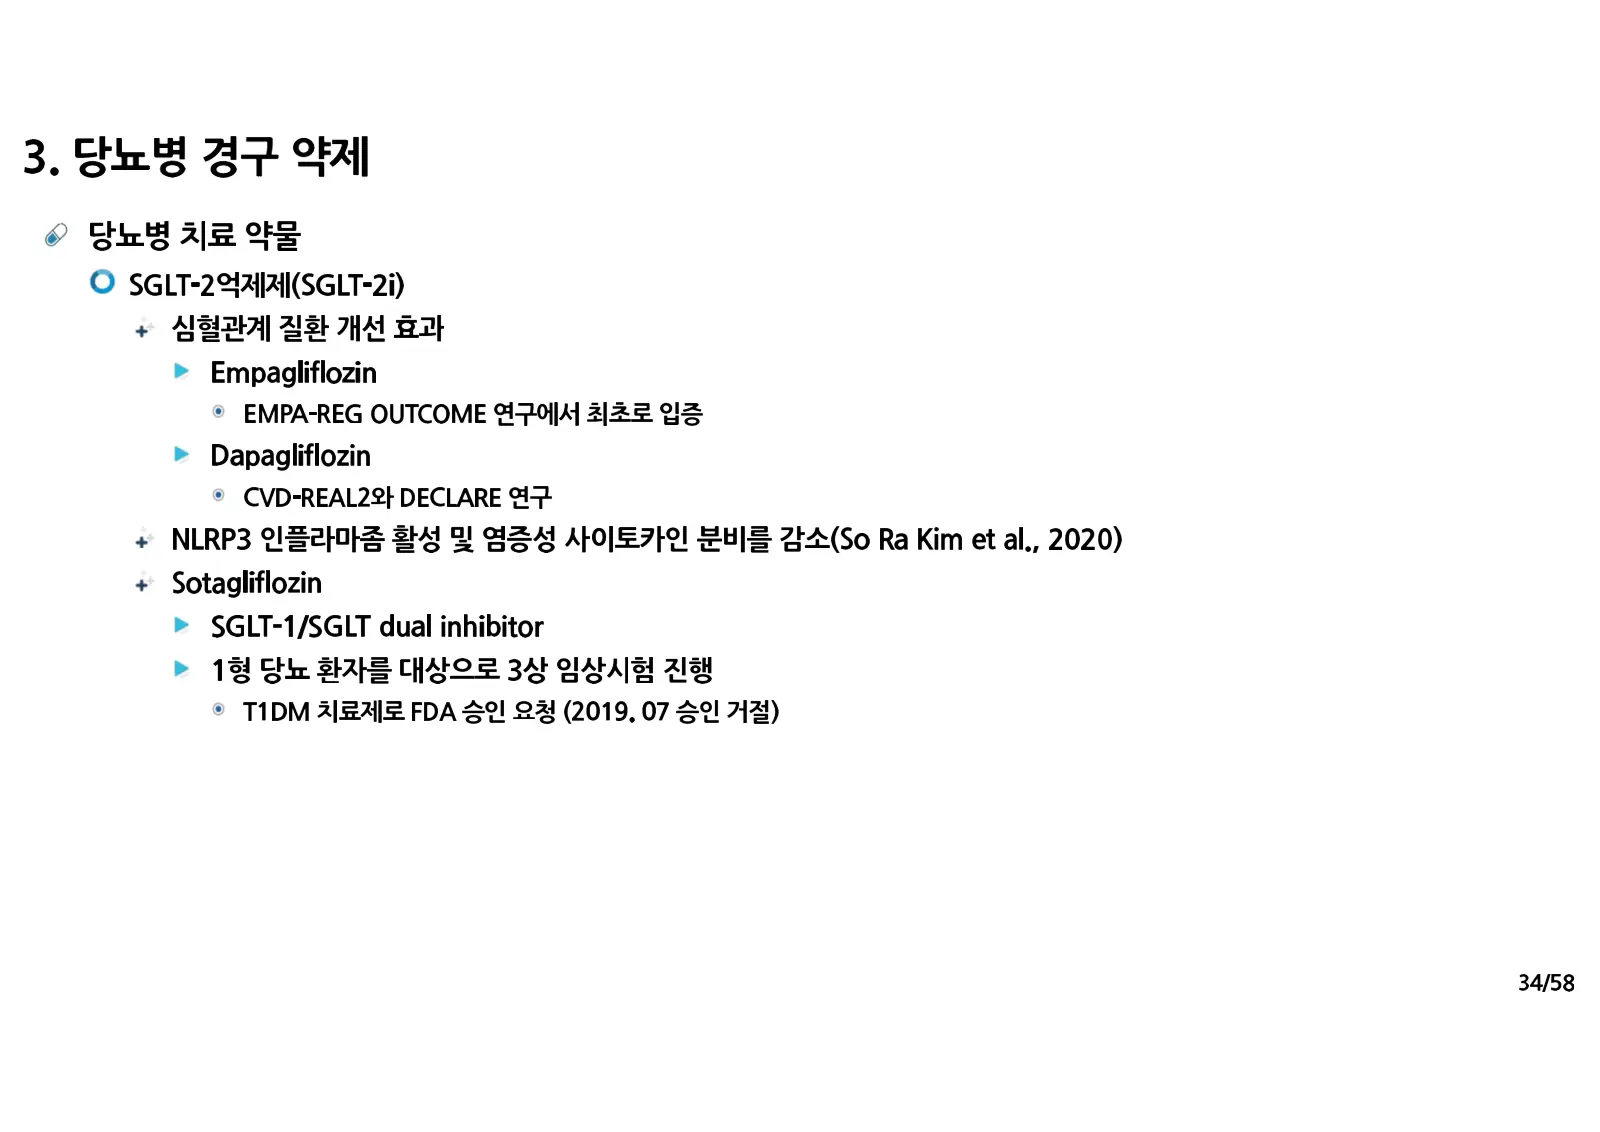 3. 당뇨병 경구 약제
당뇨병 치료 약물
SGLT-2억제제(SGLT-2i)
심혈관계 질환 개선 효과
Empagliflozin
EMPA-REG OUTCOME 연구에서 최초로 입증
Dapagliflozin
CVD-REAL2와 DECLARE 연구
NLRP3 인플라마좀 활성 및 염증성 사이토카인 분비를 감소(So Ra Kim et al., 2020)
Sotagliflozin
SGLT-1/SGLT dual inhibitor
1형 당뇨 환자를 대상으로 3상 임상시험 진행
T1DM 치료제로 FDA 승인 요청 (2019. 07 승인 거절)
34/58